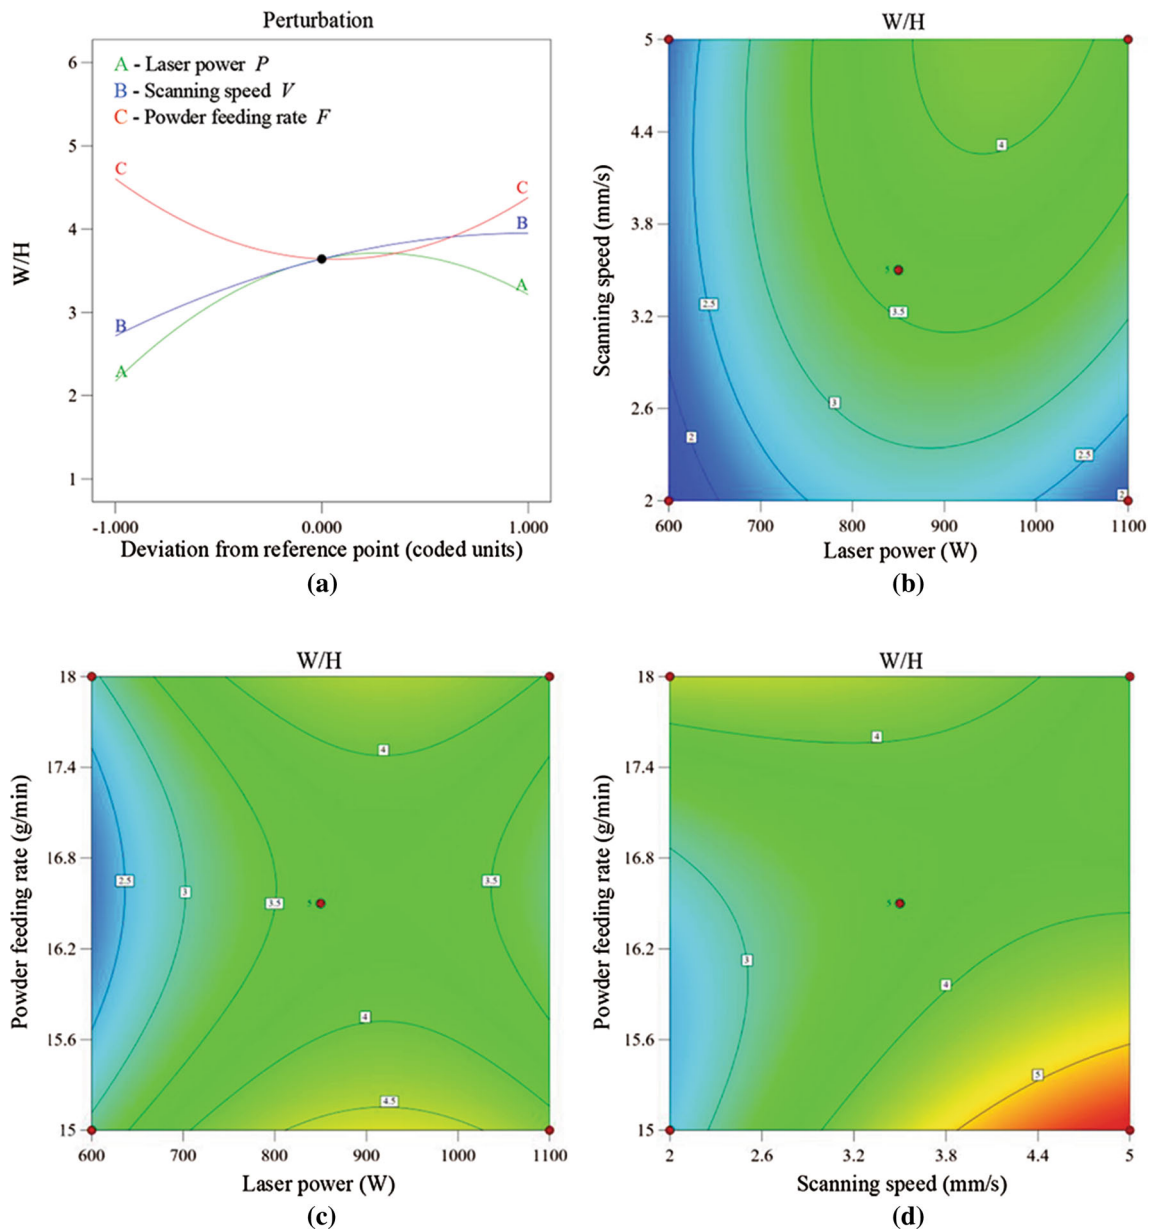 Perturbation
A - Laser power P
B - Scanning speed V
C - Powder feeding rate F
W/H
6
5
4
3
2
1
C
B
A
C
B
A
-1.000 0.000 1.000
Deviation from reference point (coded units)
(a)
W/H
Scanning speed (mm/s)
5
4.4
3.8
3.2
2.6
2
4
5
3.5
2.5
3
2
2.5
2
600 700 800 900 1000 1100
Laser power (W)
(b)
W/H
Powder feeding rate (g/min)
18
17.4
16.8
16.2
15.6
15
4
2.5
3
3.5
5
3.5
4
4.5
600 700 800 900 1000 1100
Laser power (W)
(c)
W/H
Powder feeding rate (g/min)
18
17.4
16.8
16.2
15.6
15
4
5
3
4
5
2 2.6 3.2 3.8 4.4 5
Scanning speed (mm/s)
(d)